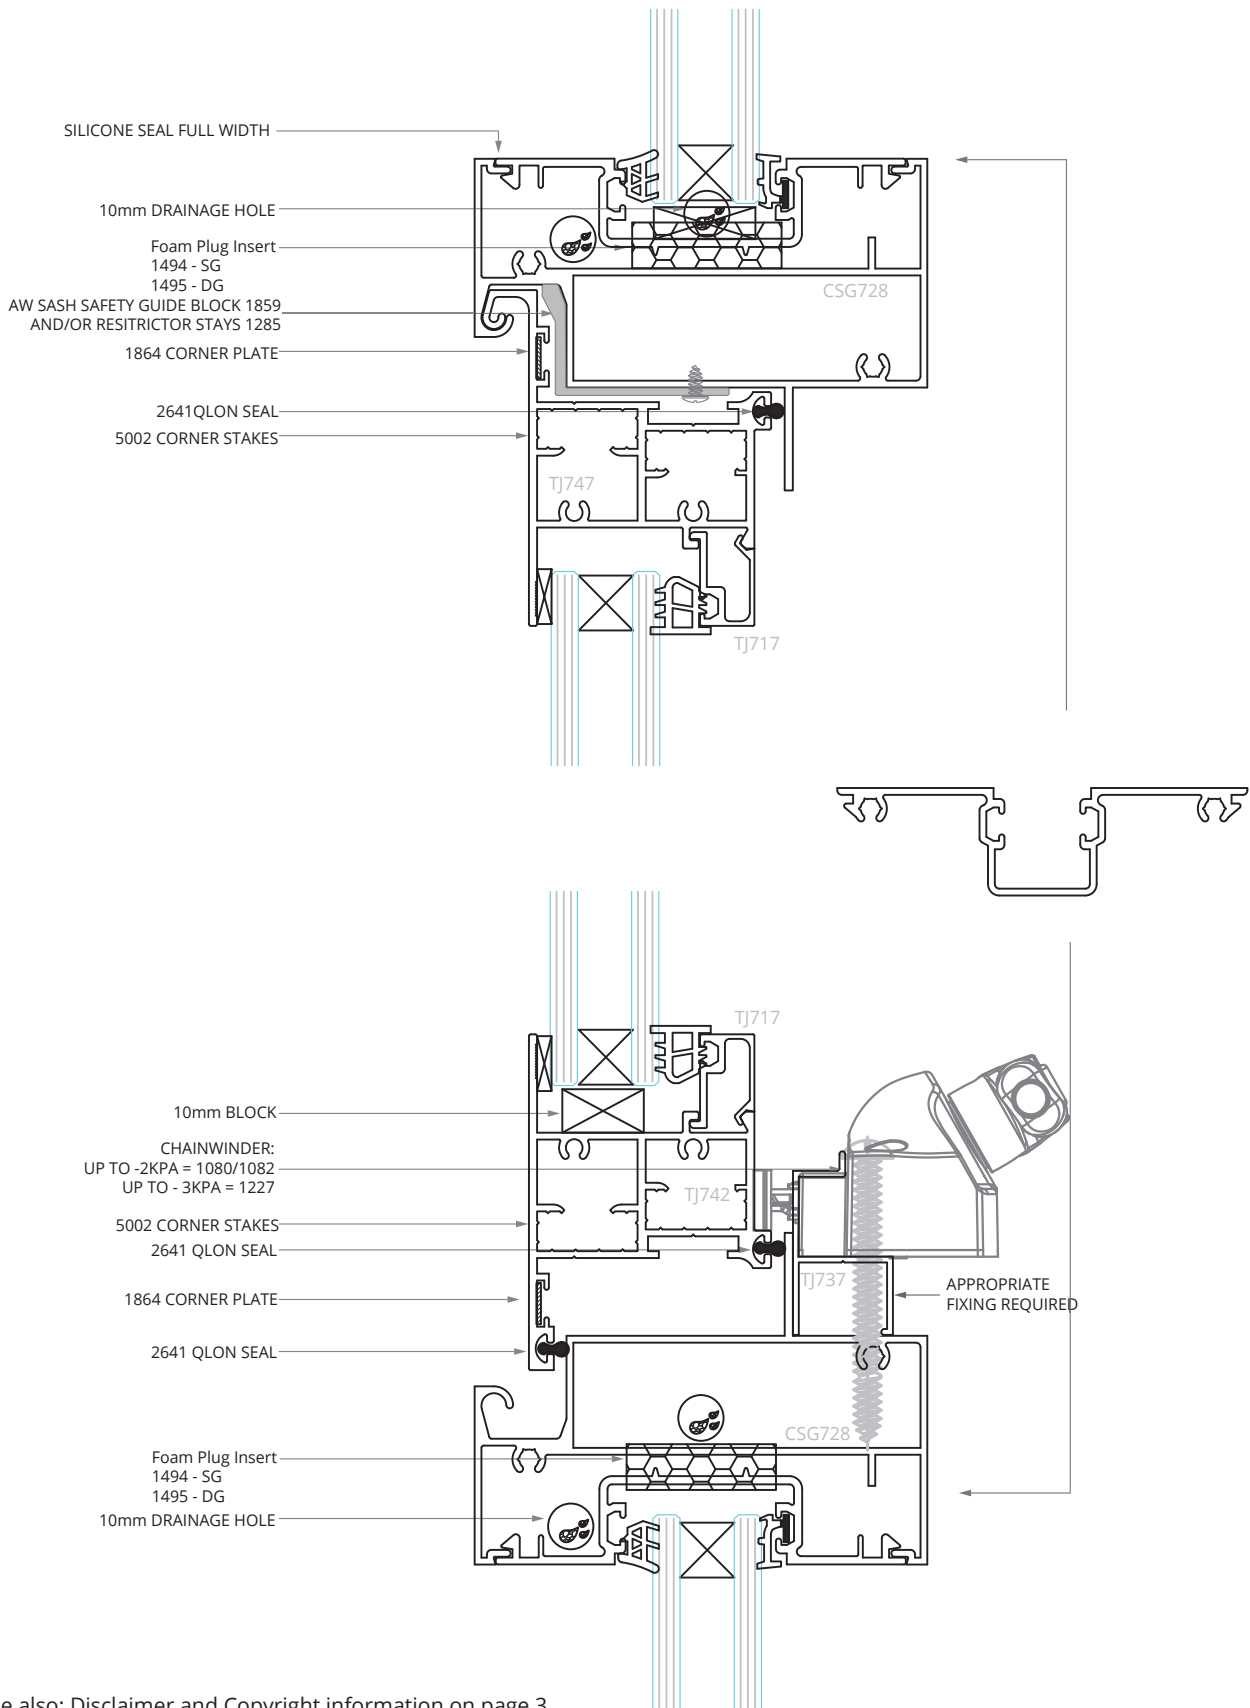 SILICONE SEAL FULL WIDTH
10mm DRAINAGE HOLE
Foam Plug Insert
1494 - SG
1495 - DG
AW SASH SAFETY GUIDE BLOCK 1859
AND/OR RESITRICTOR STAYS 1285
1864 CORNER PLATE
2641QLON SEAL
5002 CORNER STAKES
CSG728
TJ747
TJ717
TJ717
10mm BLOCK
CHAINWINDER:
UP TO -2KPA = 1080/1082
UP TO - 3KPA = 1227
TJ742
5002 CORNER STAKES
2641 QLON SEAL
TJ737
APPROPRIATE
FIXING REQUIRED
1864 CORNER PLATE
2641 QLON SEAL
CSG728
Foam Plug Insert
1494 - SG
1495 - DG
10mm DRAINAGE HOLE
e also: Disclaimer and Copyright information on page 3